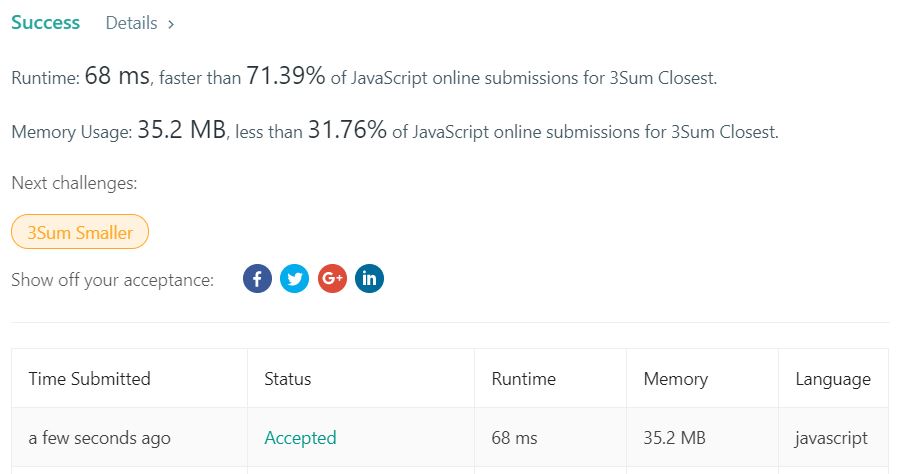 Success Details >
Runtime: 68 ms, faster than 71.39% of JavaScript online submissions for 3Sum Closest.
Memory Usage: 35.2 MB, less than 31.76% of JavaScript online submissions for 3Sum Closest.
Next challenges:
3Sum Smaller
Show off your acceptance: f G+ in
Time Submitted Status Runtime Memory Language
a few seconds ago Accepted 68 ms 35.2 MB javascript